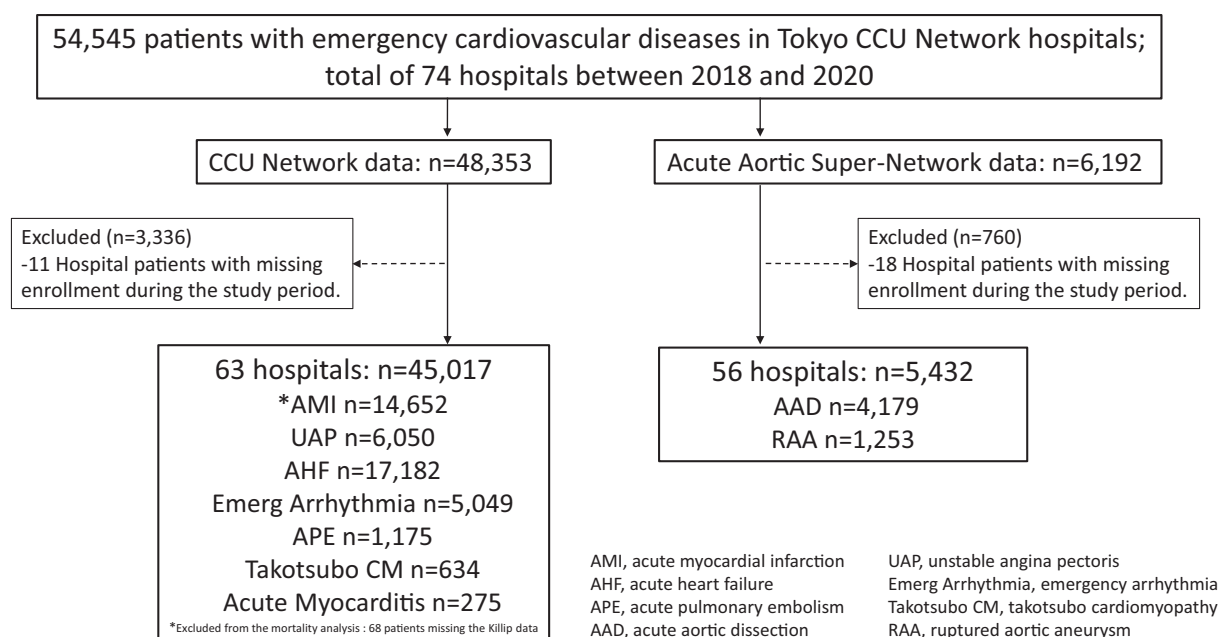 54,545 patients with emergency cardiovascular diseases in Tokyo CCU Network hospitals;
total of 74 hospitals between 2018 and 2020
CCU Network data: n=48,353
Acute Aortic Super-Network data: n=6,192
Excluded (n=3,336)
-11 Hospital patients with missing
enrollment during the study period.
Excluded (n=760)
-18 Hospital patients with missing
enrollment during the study period.
63 hospitals: n=45,017
*AMI n=14,652
UAP n=6,050
AHF n=17,182
Emerg Arrhythmia n=5,049
APE n=1,175
Takotsubo CM n=634
Acute Myocarditis n=275
*Excluded from the mortality analysis : 68 patients missing the Killip data
56 hospitals: n=5,432
AAD n=4,179
RAA n=1,253
AMI, acute myocardial infarction
AHF, acute heart failure
APE, acute pulmonary embolism
AAD, acute aortic dissection
UAP, unstable angina pectoris
Emerg Arrhythmia, emergency arrhythmia
Takotsubo CM, takotsubo cardiomyopathy
RAA, ruptured aortic aneurysm